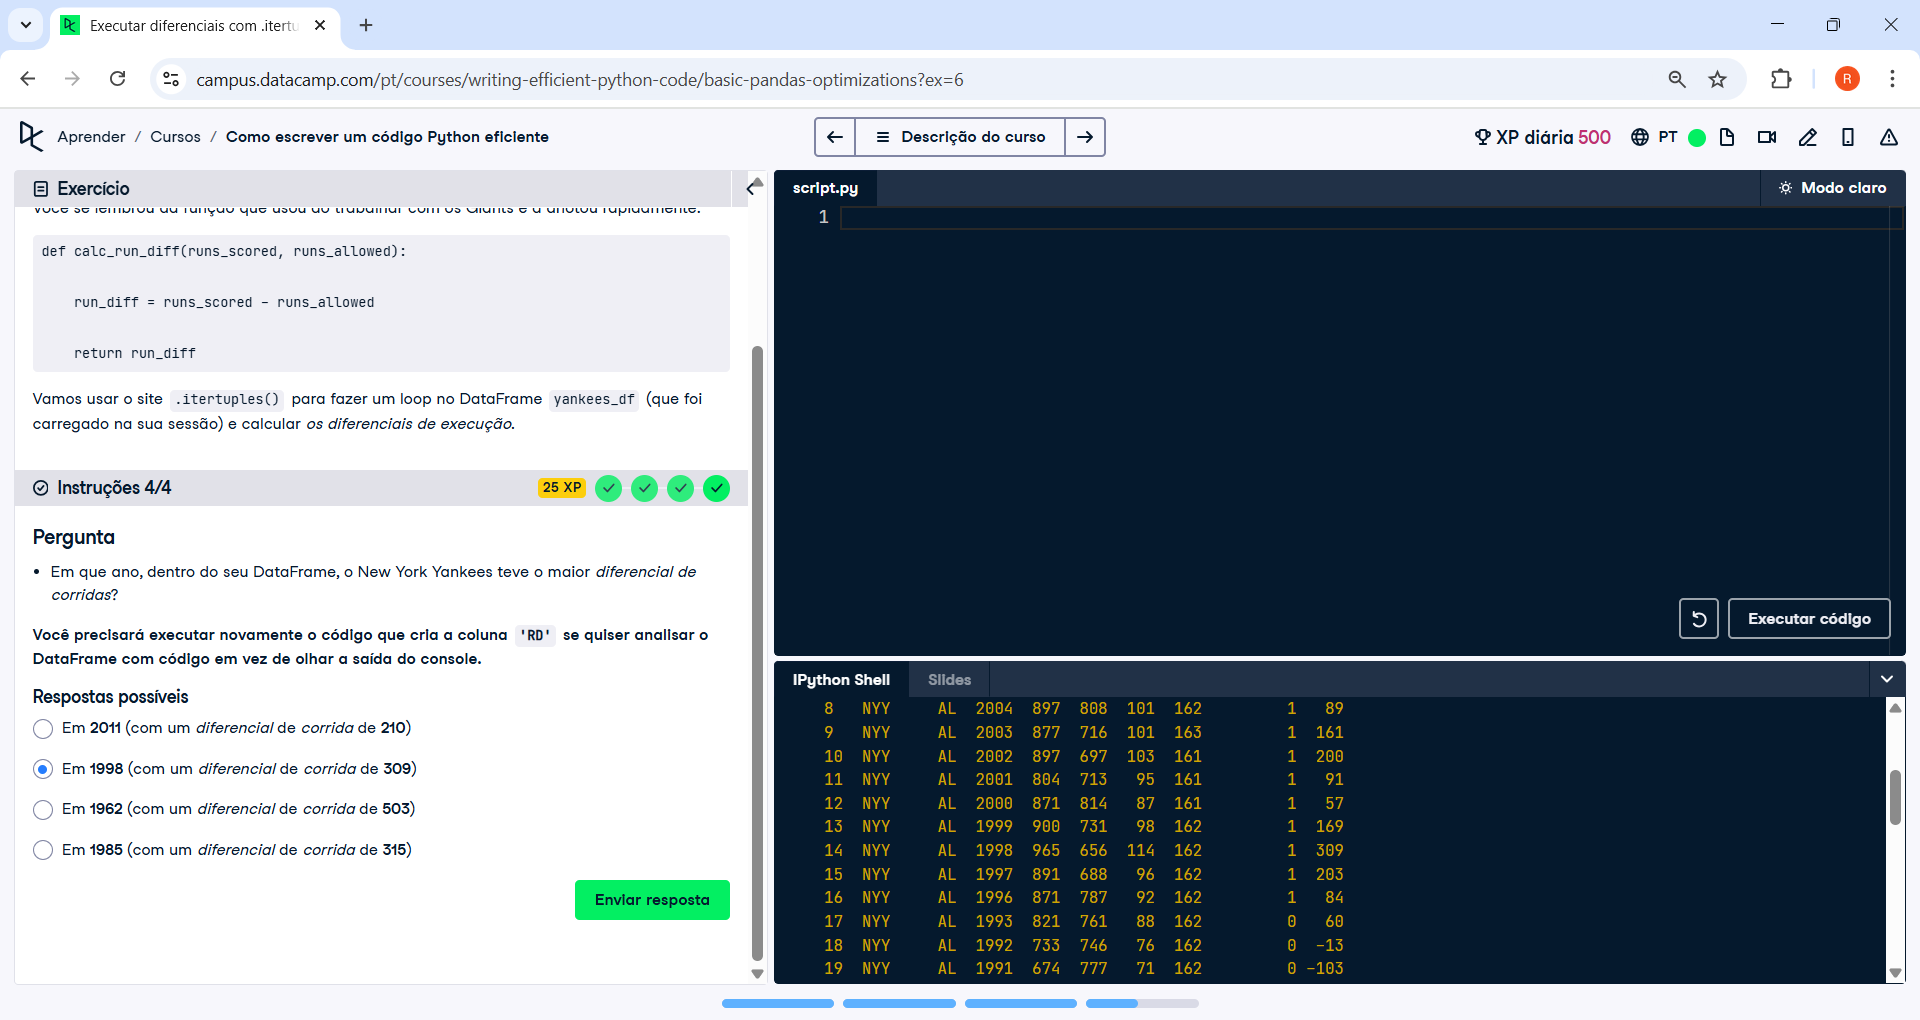 Executar diferenciais com .itertu
campus.datacamp.com/pt/courses/writing-efficient-python-code/basic-pandas-optimizations?ex=6
R
Aprender / Cursos / Como escrever um código Python eficiente
Descrição do curso
XP diária 500
PT
Exercício
Você se lembrou da função que usou ao trabalhar com os Giants e a anotou rapidamente:
def calc_run_diff(runs_scored, runs_allowed):
run_diff = runs_scored - runs_allowed
return run_diff
Vamos usar o site .itertuples() para fazer um loop no DataFrame yankees_df (que foi
carregado na sua sessão) e calcular os diferenciais de execução.
Instruções 4/4
25 XP
Pergunta
• Em que ano, dentro do seu DataFrame, o New York Yankees teve o maior diferencial de
corridas?
Você precisará executar novamente o código que cria a coluna 'RD' se quiser analisar o
DataFrame com código em vez de olhar a saída do console.
Respostas possíveis
Em 2011 (com um diferencial de corrida de 210)
Em 1998 (com um diferencial de corrida de 309)
Em 1962 (com um diferencial de corrida de 503)
Em 1985 (com um diferencial de corrida de 315)
Enviar resposta
script.py
Modo claro
1
Executar código
IPython Shell
Slides
8 NYY AL 2004 897 808 101 162 1 89
9 NYY AL 2003 877 716 101 163 1 161
10 NYY AL 2002 897 697 103 161 1 200
11 NYY AL 2001 804 713 95 161 1 91
12 NYY AL 2000 871 814 87 161 1 57
13 NYY AL 1999 900 731 98 162 1 169
14 NYY AL 1998 965 656 114 162 1 309
15 NYY AL 1997 891 688 96 162 1 203
16 NYY AL 1996 871 787 92 162 1 84
17 NYY AL 1993 821 761 88 162 0 60
18 NYY AL 1992 733 746 76 162 0 -13
19 NYY AL 1991 674 777 71 162 0 -103